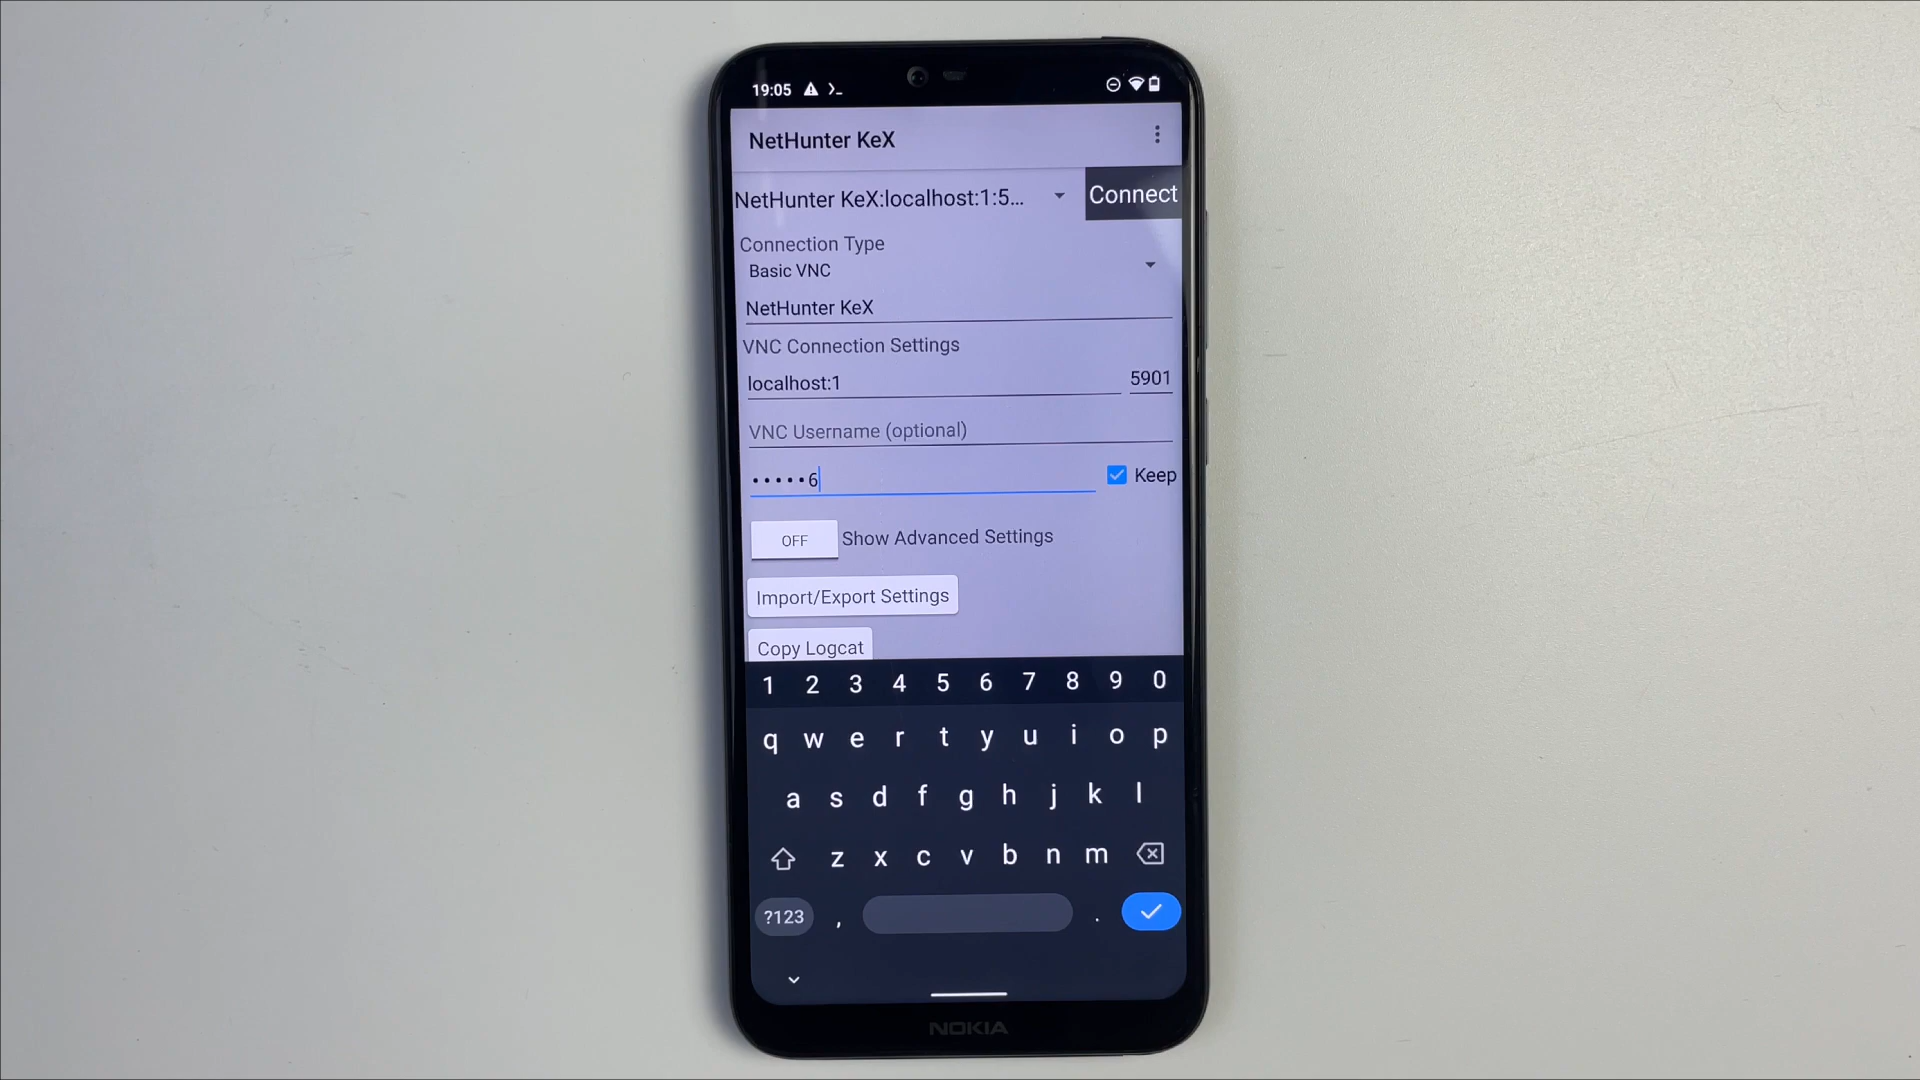 19:05 >_
NetHunter KeX
NetHunter KeX:localhost:1:5... Connect
Connection Type
Basic VNC
NetHunter KeX
VNC Connection Settings
localhost:1 5901
VNC Username (optional)
•••••6 Keep
OFF Show Advanced Settings
Import/Export Settings
Copy Logcat
1 2 3 4 5 6 7 8 9 0
q w e r t y u i o p
a s d f g h j k l
z x c v b n m
?123 , .
NOKIA